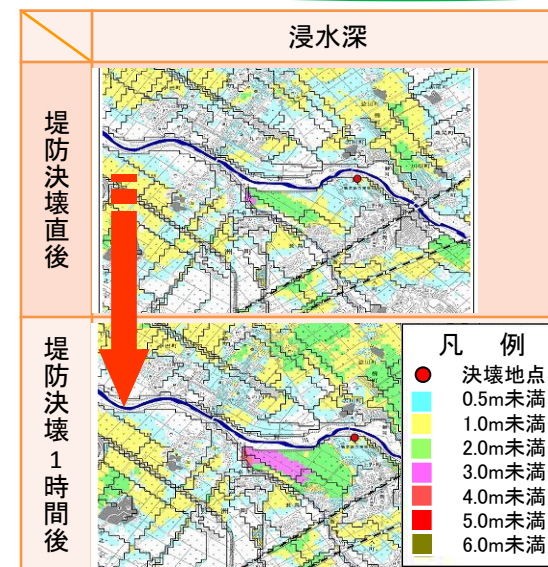 浸水深
堤防決壊直後
堤防決壊1時間後
凡 例
決壊地点
0.5m未満
1.0m未満
2.0m未満
3.0m未満
4.0m未満
5.0m未満
6.0m未満